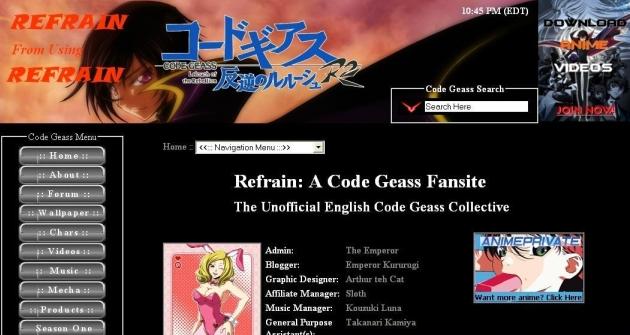 REFRAIN
From Using
REFRAIN
コードギアス
CODE GEASS
Lelouch of
the Rebellion
反逆のルルーシュ R2
10:45 PM (EDT)
Code Geass Search
Search Here
DOWNLOAD
ANIME
VIDEOS
JOIN NOW!
Code Geass Menu
:: Home ::
:: About ::
:: Forum ::
:: Wallpaper ::
:: Chars ::
:: Videos ::
:: Music ::
:: Mecha ::
:: Products ::
Season One
Home :: <<::: Navigation Menu :::>>
Refrain: A Code Geass Fansite
The Unofficial English Code Geass Collective
Admin: The Emperor
Blogger: Emperor Kururugi
Graphic Designer: Arthur teh Cat
Affiliate Manager: Sloth
Music Manager: Kouzuki Luna
General Purpose Takanari Kamiya
Assistant(s):
ANIMEPRIVATE
Want more anime? Click Here